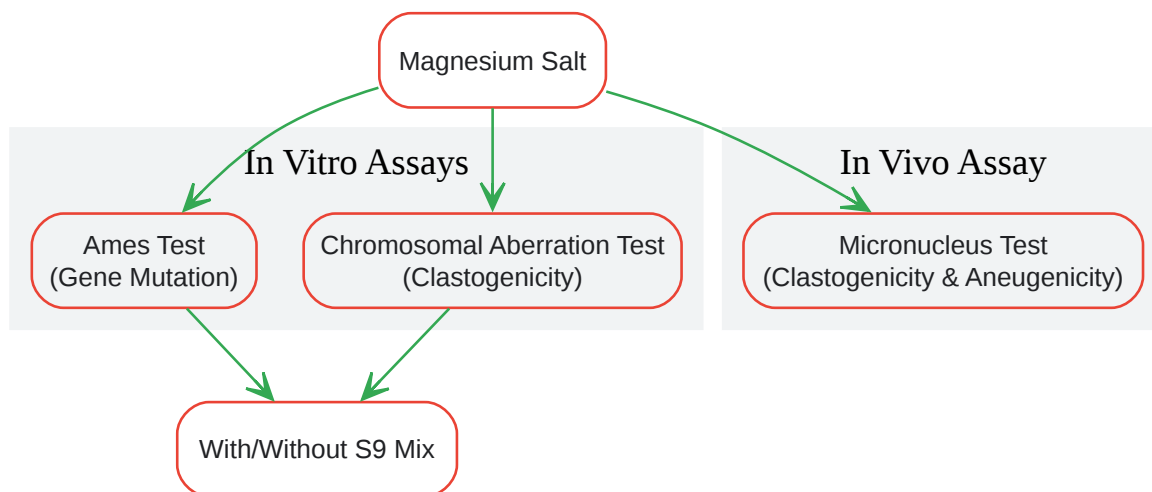 Magnesium Salt
In Vitro Assays
In Vivo Assay
Ames Test
(Gene Mutation)
Chromosomal Aberration Test
(Clastogenicity)
Micronucleus Test
(Clastogenicity & Aneugenicity)
With/Without S9 Mix